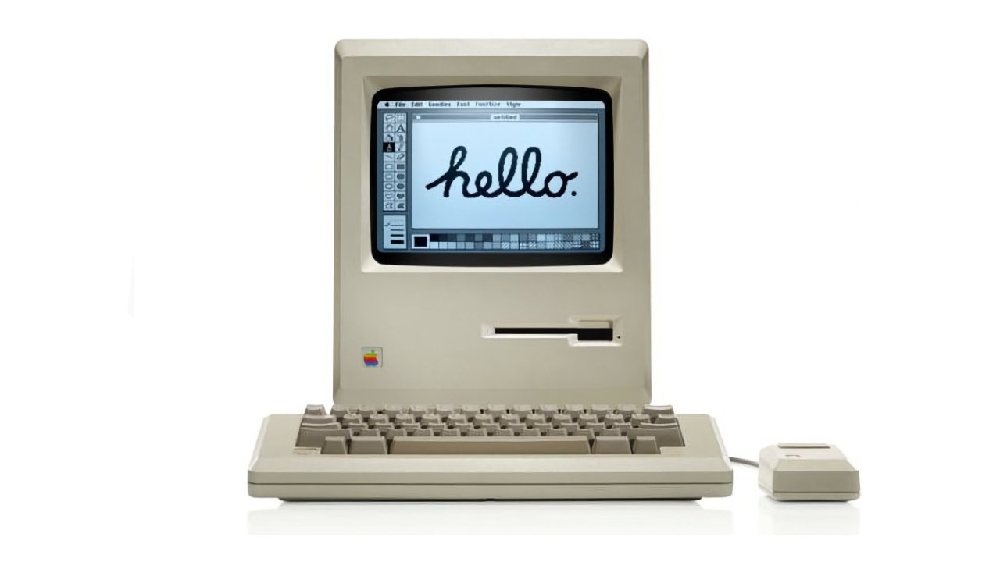 File Edit Goodies Font FontSize Style
untitled
A
hello.